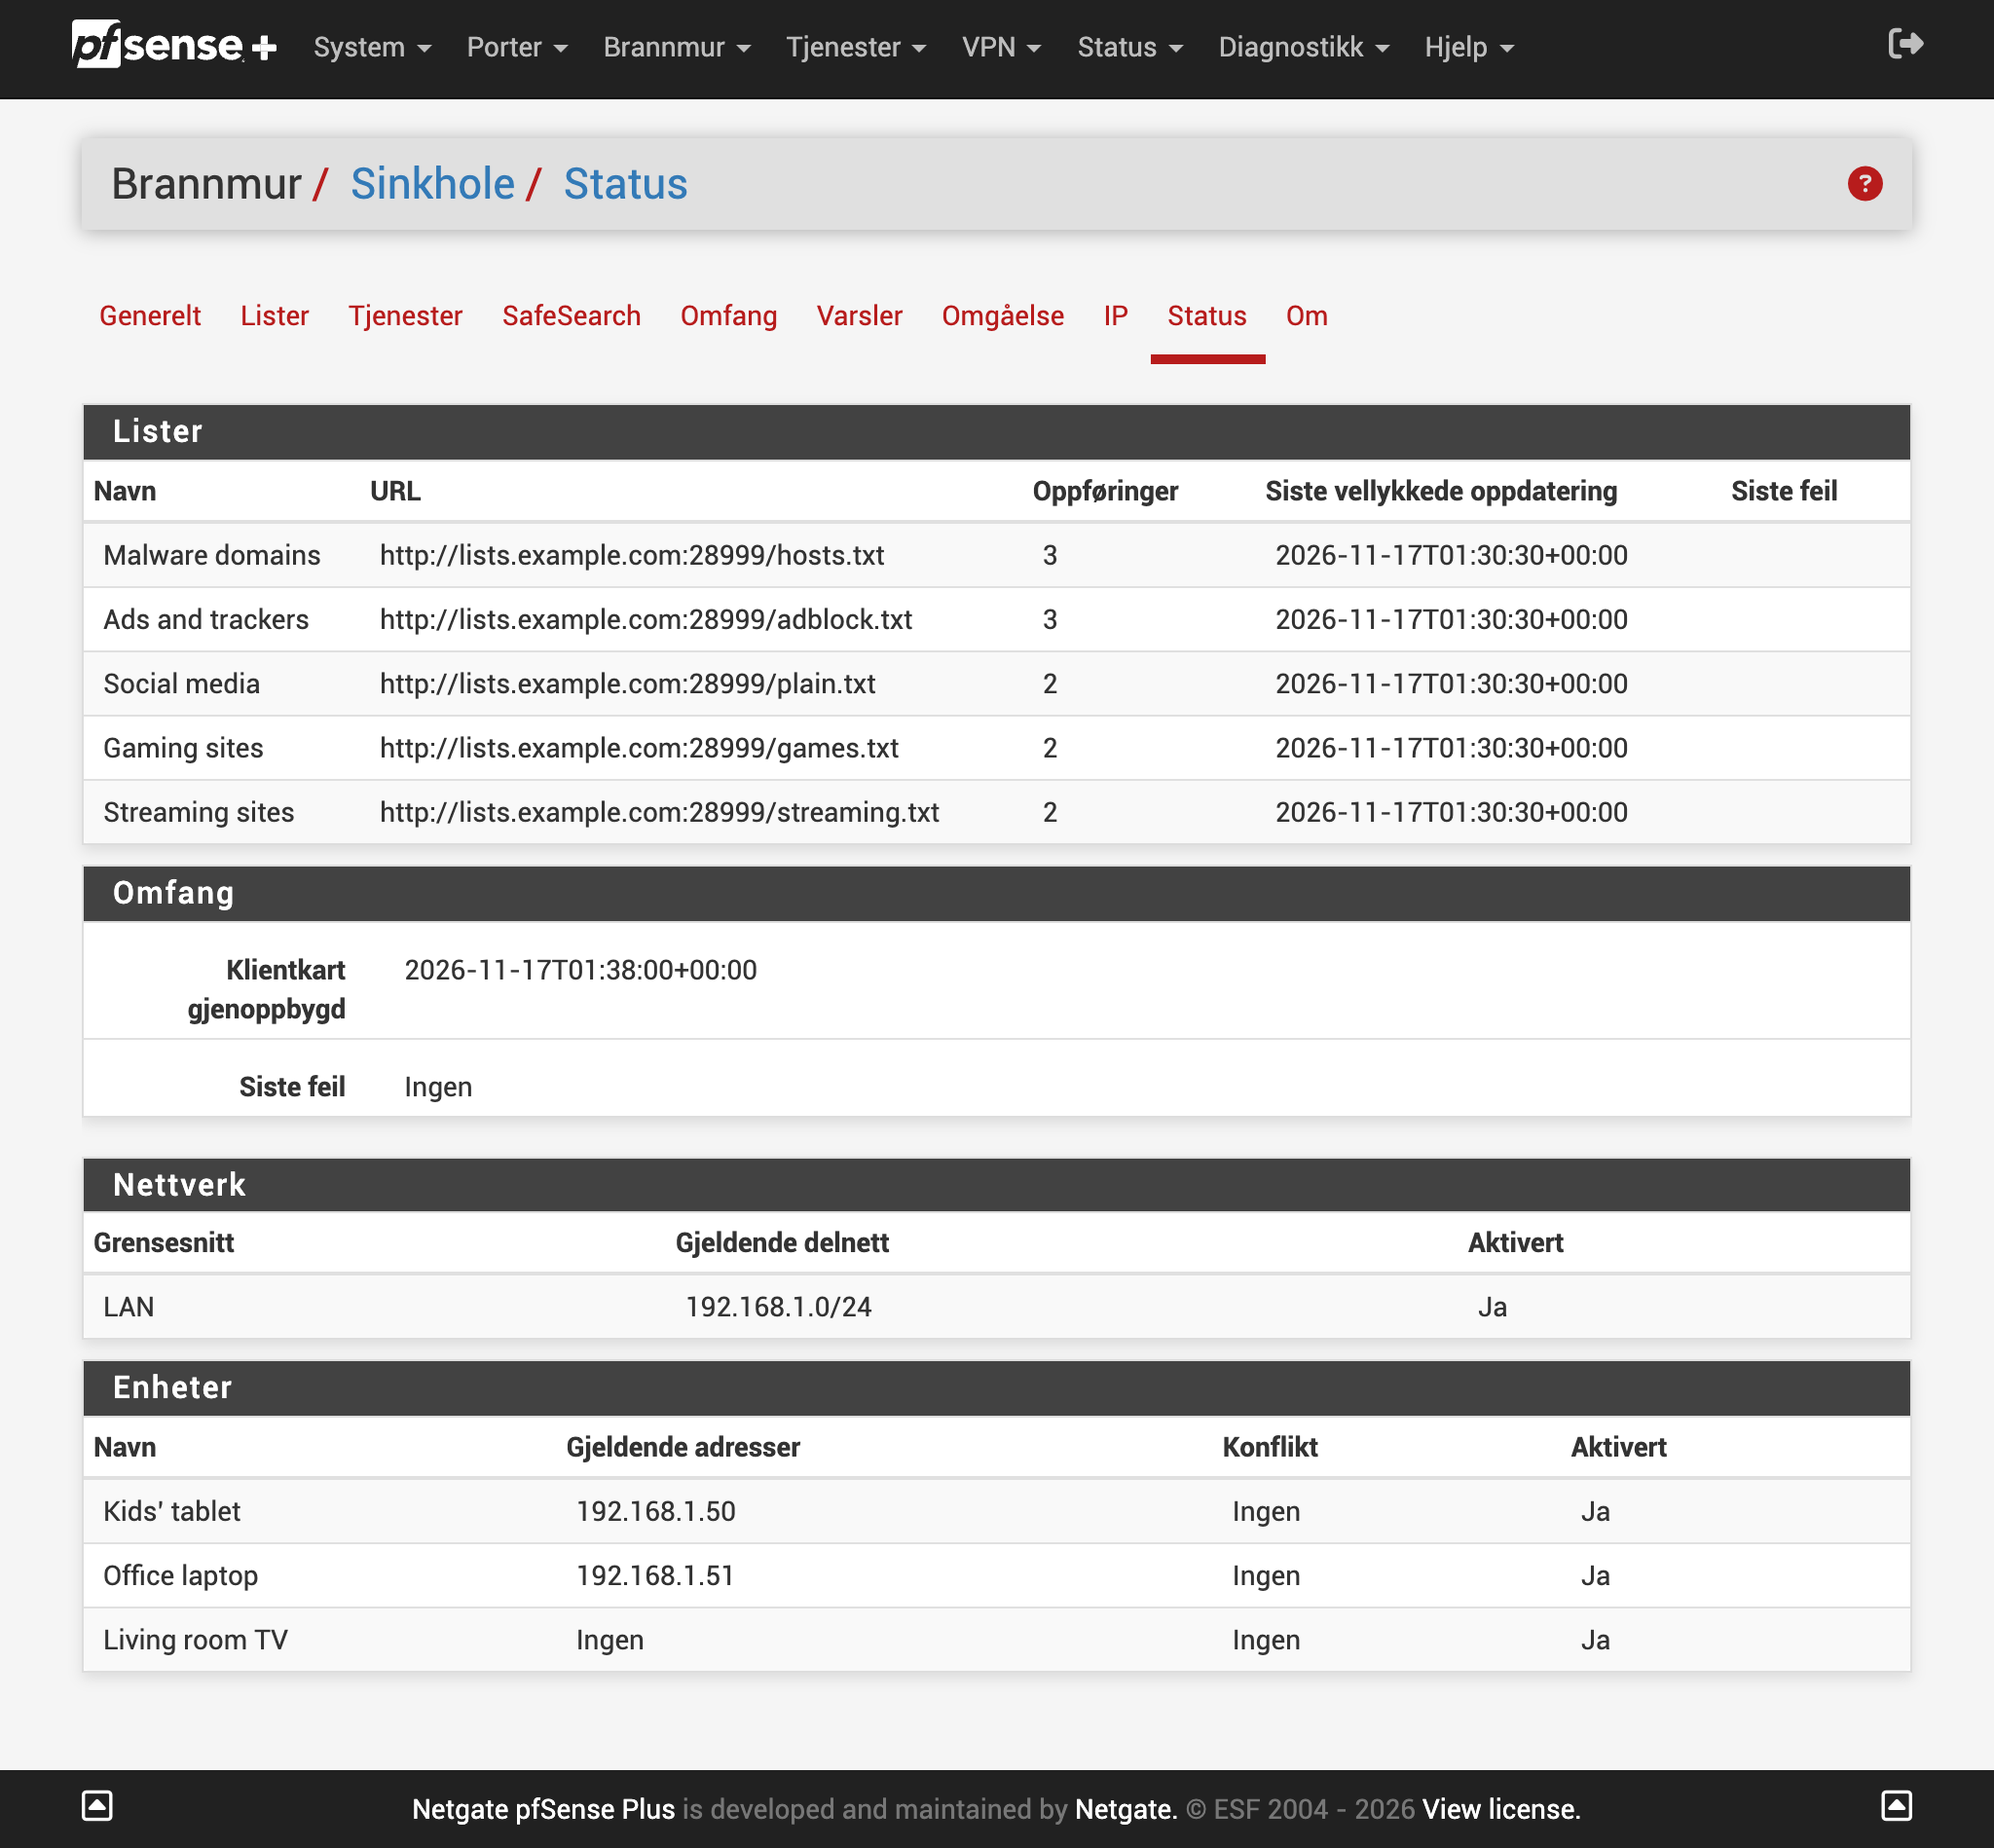 pfsense+ System Porter Brannmur Tjenester VPN Status Diagnostikk Hjelp
Brannmur / Sinkhole / Status ?
Generelt Lister Tjenester SafeSearch Omfang Varsler Omgåelse IP Status Om
Lister
Navn URL Oppføringer Siste vellykkede oppdatering Siste feil
Malware domains http://lists.example.com:28999/hosts.txt 3 2026-11-17T01:30:30+00:00
Ads and trackers http://lists.example.com:28999/adblock.txt 3 2026-11-17T01:30:30+00:00
Social media http://lists.example.com:28999/plain.txt 2 2026-11-17T01:30:30+00:00
Gaming sites http://lists.example.com:28999/games.txt 2 2026-11-17T01:30:30+00:00
Streaming sites http://lists.example.com:28999/streaming.txt 2 2026-11-17T01:30:30+00:00
Omfang
Klientkart 2026-11-17T01:38:00+00:00
gjenoppbygd
Siste feil Ingen
Nettverk
Grensesnitt Gjeldende delnett Aktivert
LAN 192.168.1.0/24 Ja
Enheter
Navn Gjeldende adresser Konflikt Aktivert
Kids' tablet 192.168.1.50 Ingen Ja
Office laptop 192.168.1.51 Ingen Ja
Living room TV Ingen Ingen Ja
Netgate pfSense Plus is developed and maintained by Netgate. © ESF 2004 - 2026 View license.